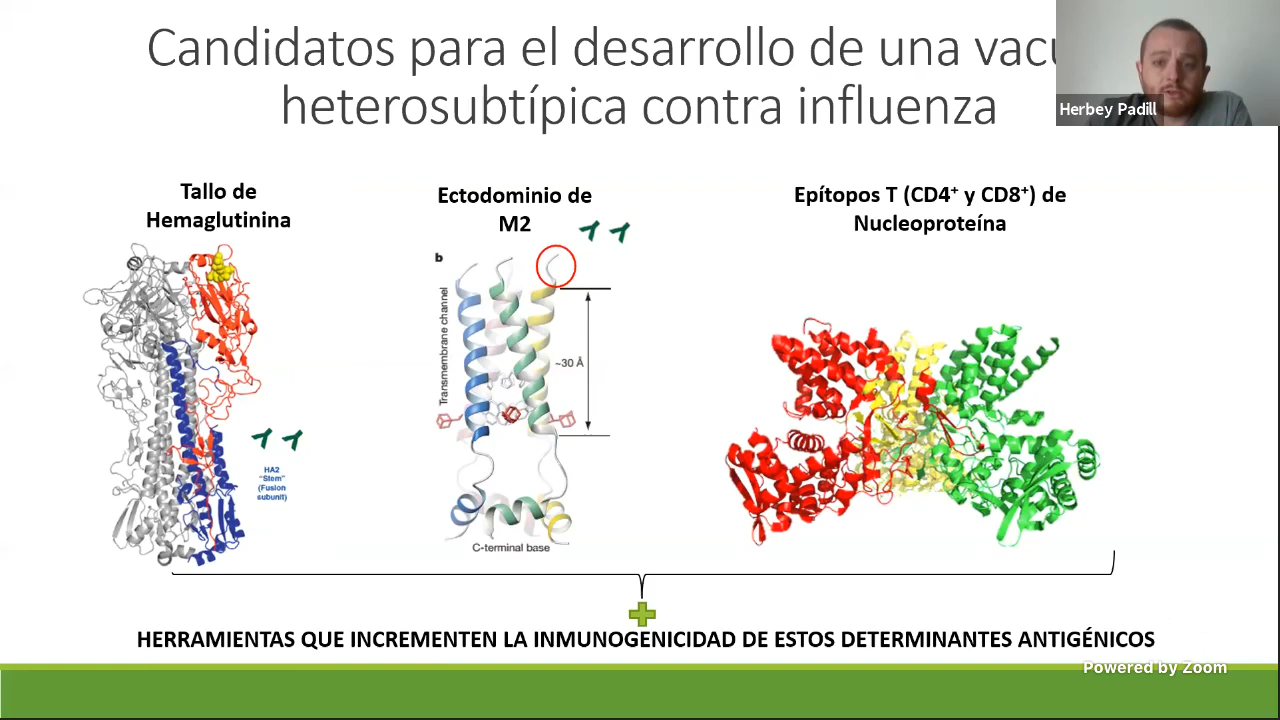 Candidatos para el desarrollo de una vacu
heterosubtípica contra influenza
Herbey Padill
Tallo de
Hemaglutinina
Ectodominio de
M2
Epítopos T (CD4+ y CD8+) de
Nucleoproteína
b
Transmembrane channel
~30 Å
HA2
"Stem"
(Fusion
subunit)
C-terminal base
HERRAMIENTAS QUE INCREMENTEN LA INMUNOGENICIDAD DE ESTOS DETERMINANTES ANTIGÉNICOS
Powered by Zoom